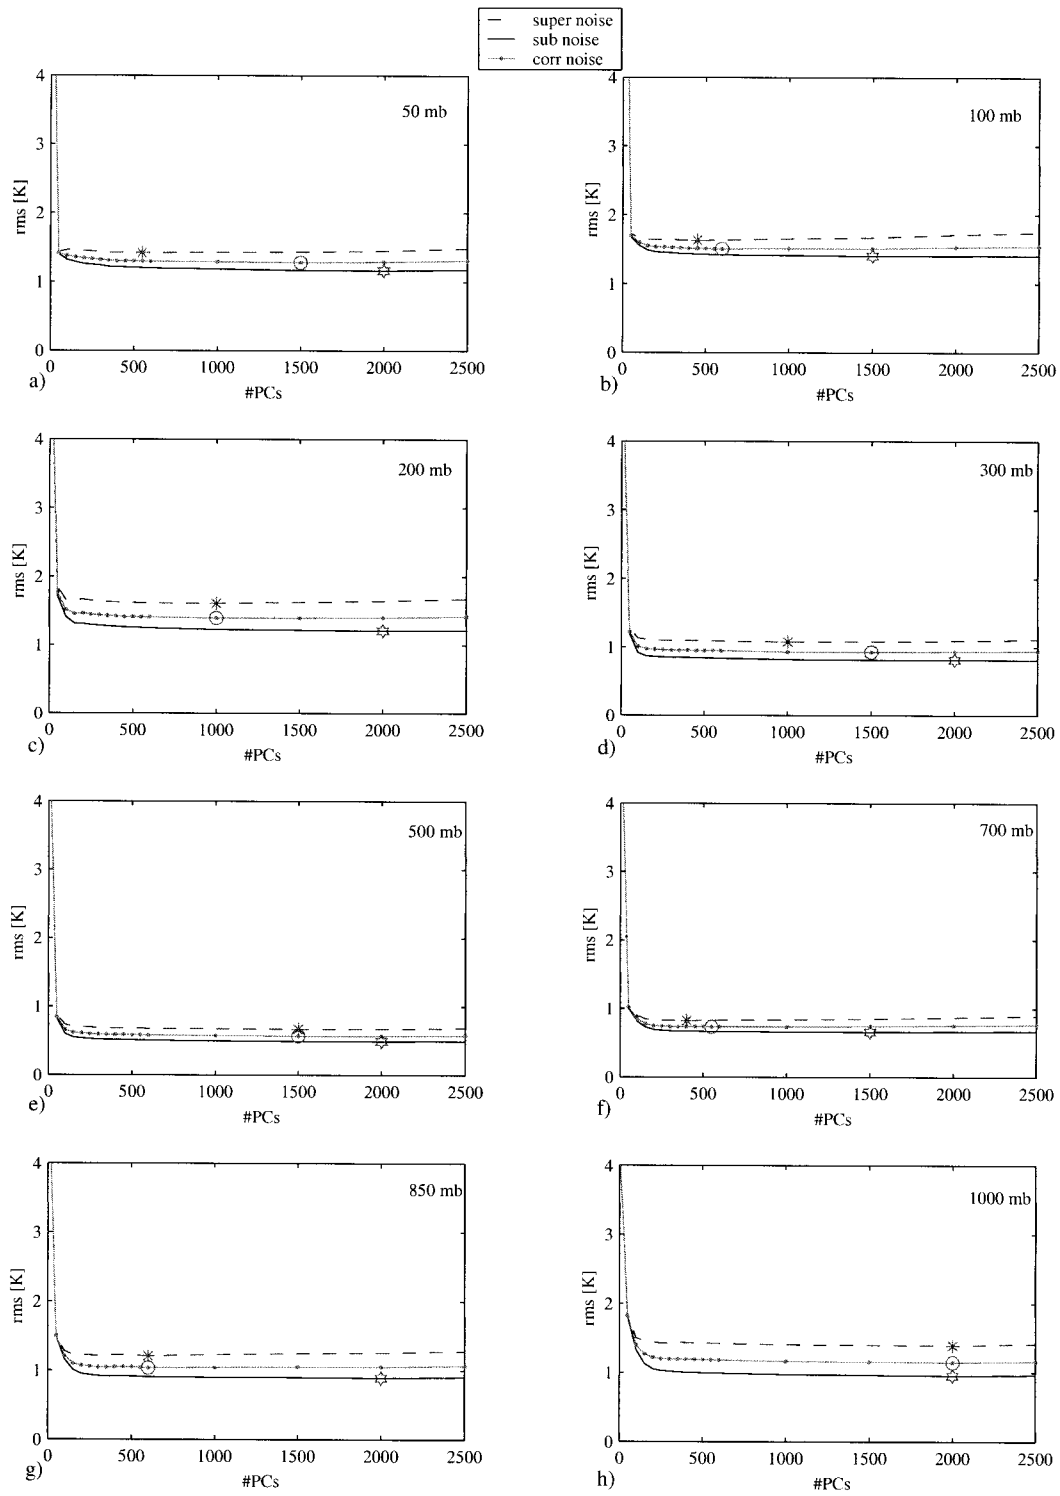 super noise
sub noise
corr noise
50 mb
4
3
2
1
0
rms [K]
0 500 1000 1500 2000 2500
#PCs
a)
100 mb
4
3
2
1
0
rms [K]
0 500 1000 1500 2000 2500
#PCs
b)
200 mb
4
3
2
1
0
rms [K]
0 500 1000 1500 2000 2500
#PCs
c)
300 mb
4
3
2
1
0
rms [K]
0 500 1000 1500 2000 2500
#PCs
d)
500 mb
4
3
2
1
0
rms [K]
0 500 1000 1500 2000 2500
#PCs
e)
700 mb
4
3
2
1
0
rms [K]
0 500 1000 1500 2000 2500
#PCs
f)
850 mb
4
3
2
1
0
rms [K]
0 500 1000 1500 2000 2500
#PCs
g)
1000 mb
4
3
2
1
0
rms [K]
0 500 1000 1500 2000 2500
#PCs
h)